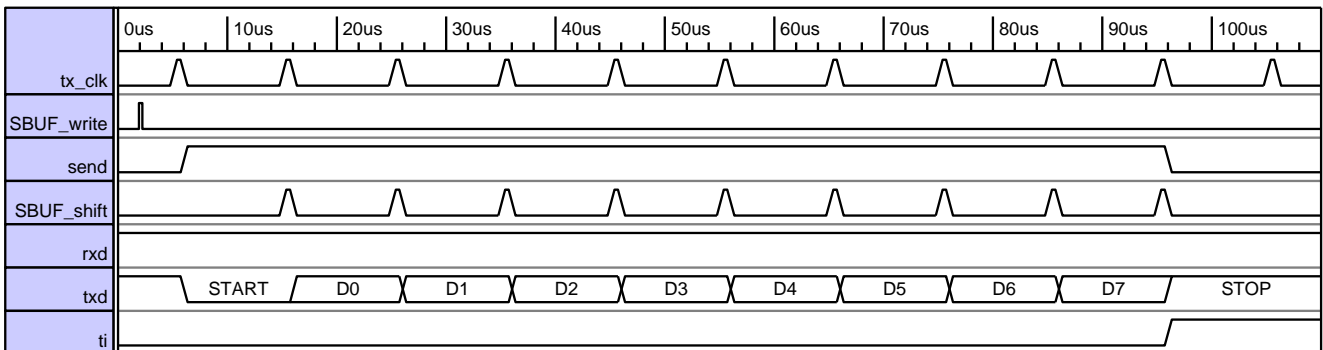 0us 10us 20us 30us 40us 50us 60us 70us 80us 90us 100us
tx_clk
SBUF_write
send
SBUF_shift
rxd
txd START D0 D1 D2 D3 D4 D5 D6 D7 STOP
ti